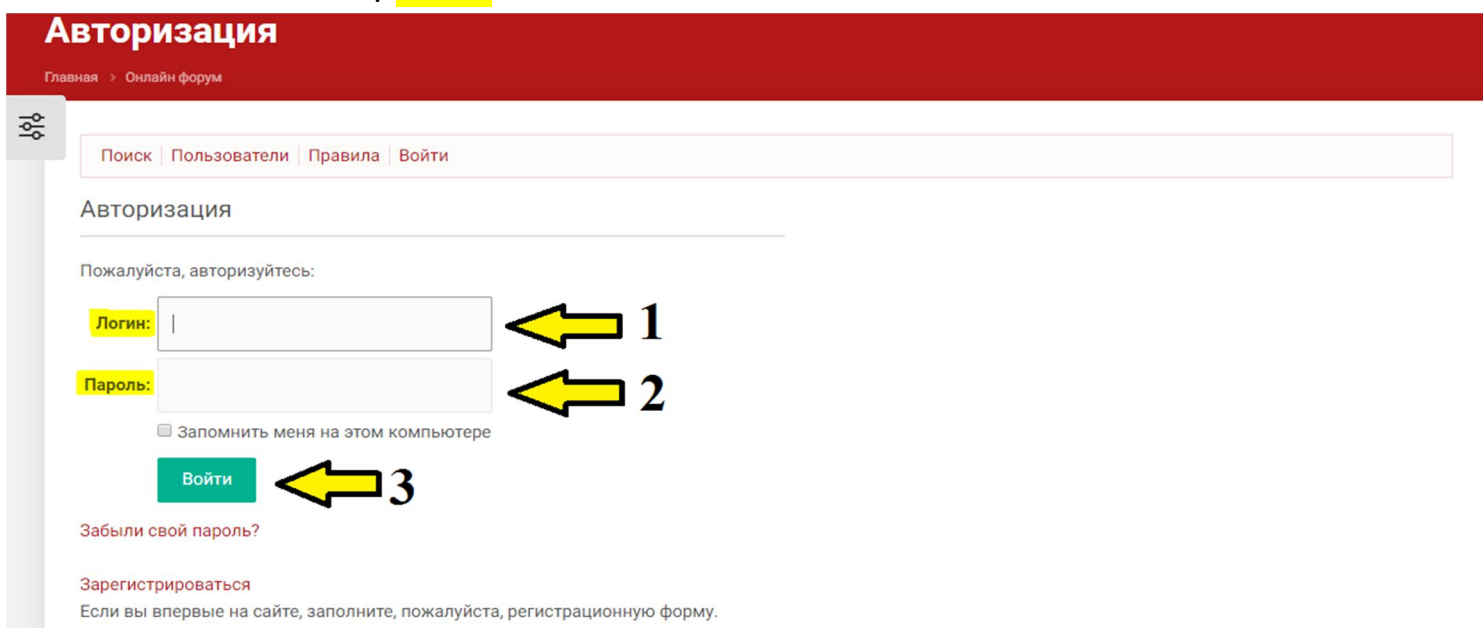 Авторизация
Главная > Онлайн форум
Поиск | Пользователи | Правила | Войти
Авторизация
Пожалуйста, авторизуйтесь:
Логин: 1
Пароль: 2
Запомнить меня на этом компьютере
Войти 3
Забыли свой пароль?
Зарегистрироваться
Если вы впервые на сайте, заполните, пожалуйста, регистрационную форму.